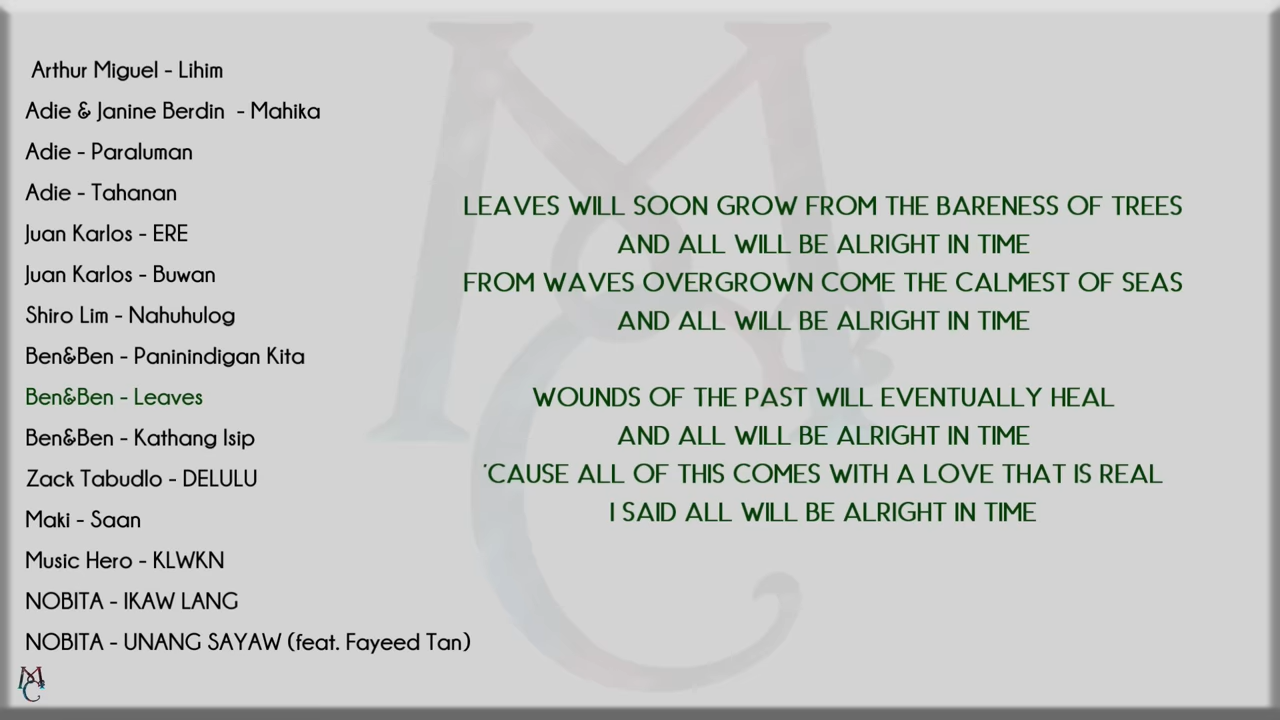 Arthur Miguel - Lihim
Adie & Janine Berdin - Mahika
Adie - Paraluman
Adie - Tahanan
Juan Karlos - ERE
Juan Karlos - Buwan
Shiro Lim - Nahuhulog
Ben&Ben - Paninindigan Kita
Ben&Ben - Leaves
Ben&Ben - Kathang Isip
Zack Tabudlo - DELULU
Maki - Saan
Music Hero - KLWKN
NOBITA - IKAW LANG
NOBITA - UNANG SAYAW (feat. Fayeed Tan)
LEAVES WILL SOON GROW FROM THE BARENESS OF TREES
AND ALL WILL BE ALRIGHT IN TIME
FROM WAVES OVERGROWN COME THE CALMEST OF SEAS
AND ALL WILL BE ALRIGHT IN TIME
WOUNDS OF THE PAST WILL EVENTUALLY HEAL
AND ALL WILL BE ALRIGHT IN TIME
'CAUSE ALL OF THIS COMES WITH A LOVE THAT IS REAL
I SAID ALL WILL BE ALRIGHT IN TIME
MC